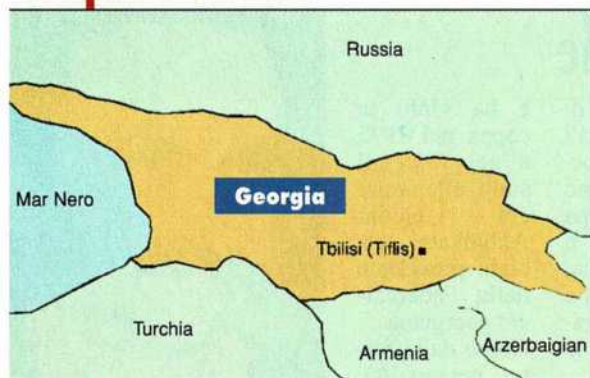 Russia
Mar Nero
Georgia
Tbilisi (Tiflis)
Turchia
Armenia
Arzerbaigian